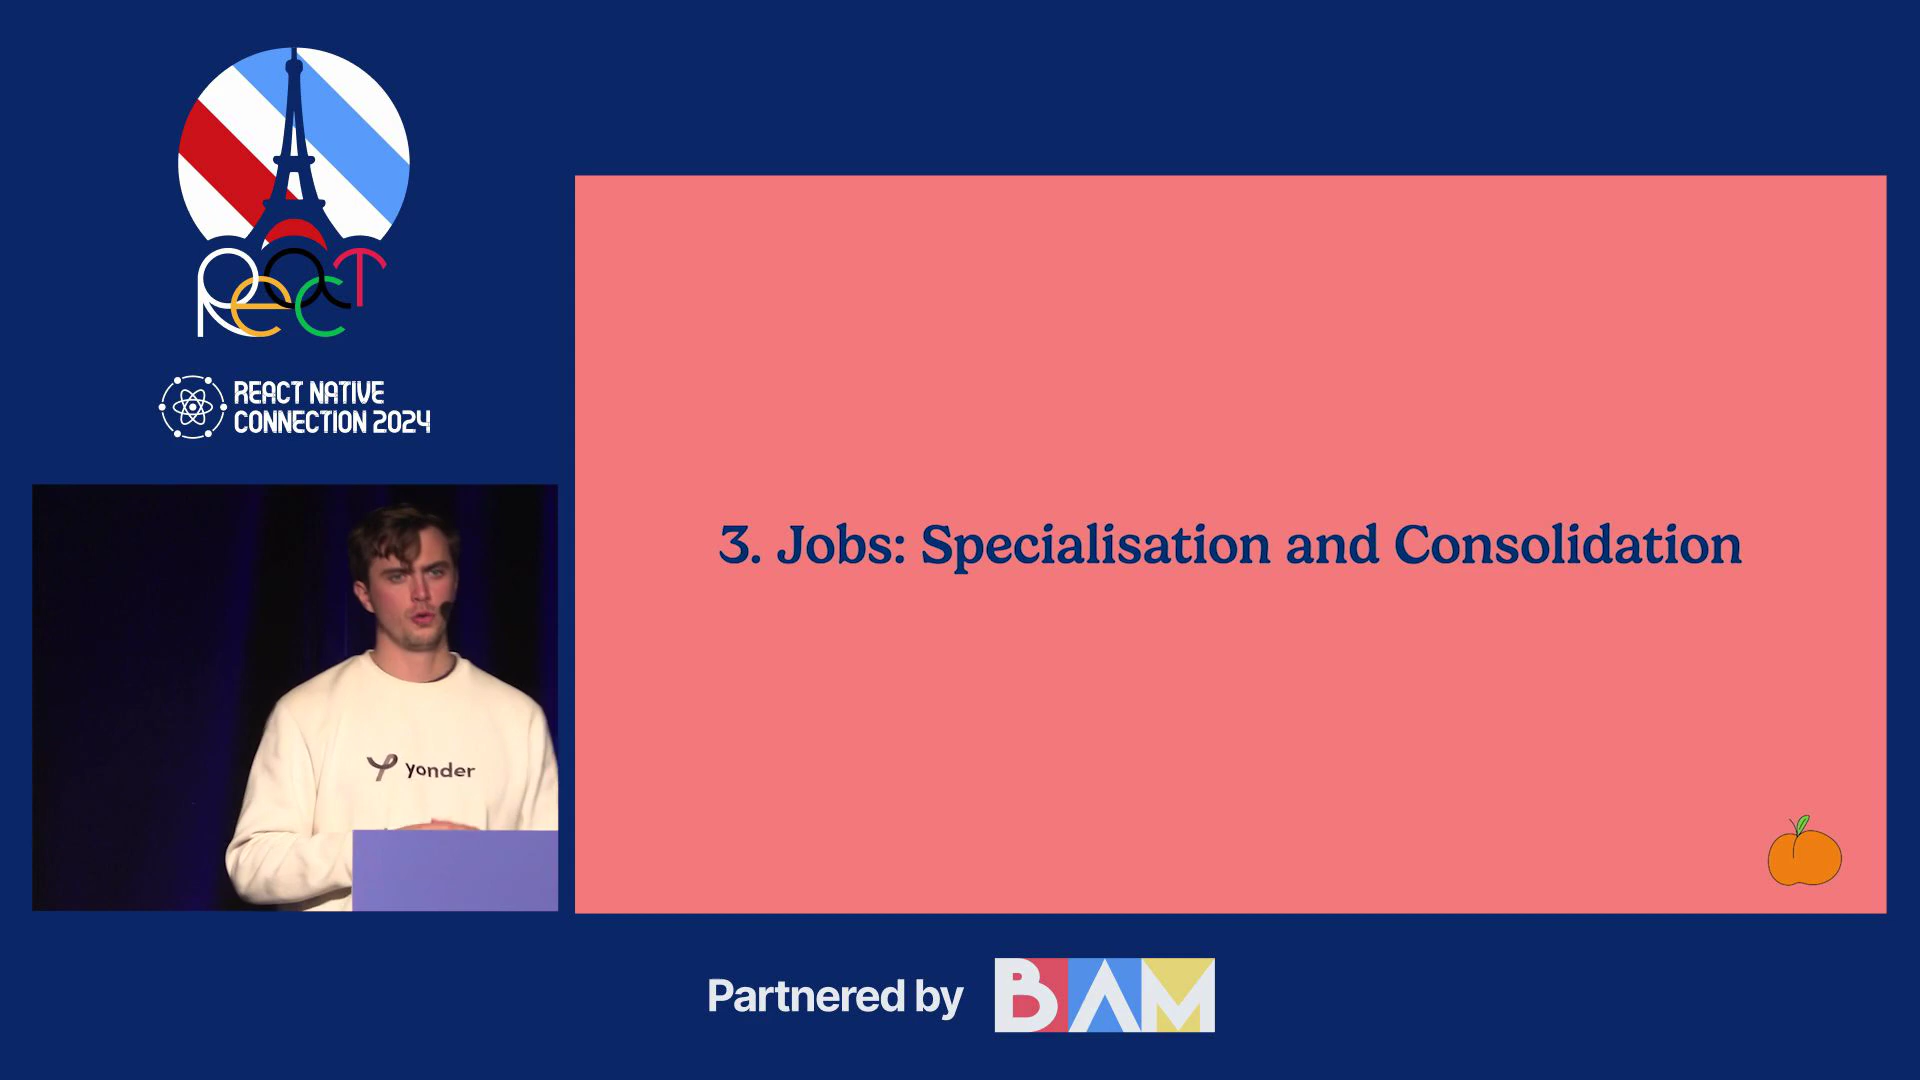 React
REACT NATIVE
CONNECTION 2024
3. Jobs: Specialisation and Consolidation
yonder
Partnered by
BAM